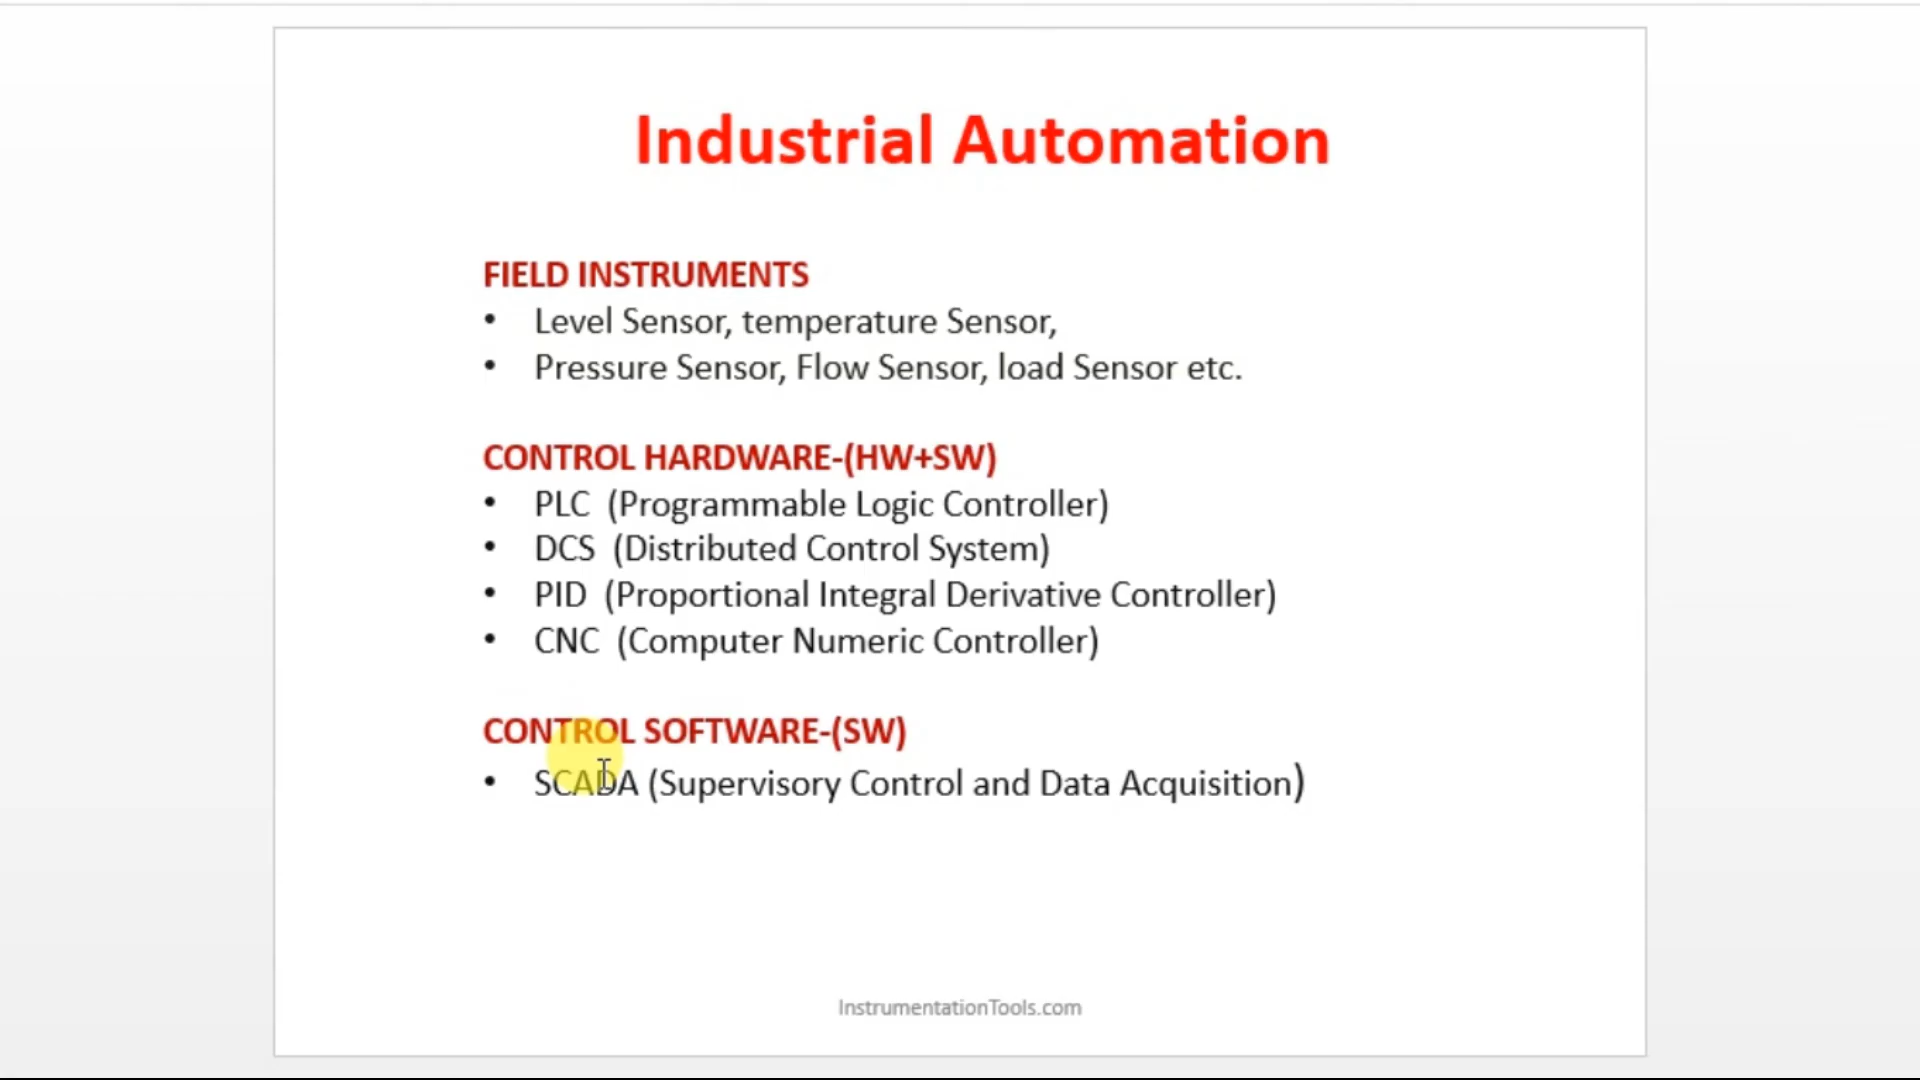 Industrial Automation
FIELD INSTRUMENTS
• Level Sensor, temperature Sensor,
• Pressure Sensor, Flow Sensor, load Sensor etc.
CONTROL HARDWARE-(HW+SW)
• PLC (Programmable Logic Controller)
• DCS (Distributed Control System)
• PID (Proportional Integral Derivative Controller)
• CNC (Computer Numeric Controller)
CONTROL SOFTWARE-(SW)
• SCADA (Supervisory Control and Data Acquisition)
InstrumentationTools.com